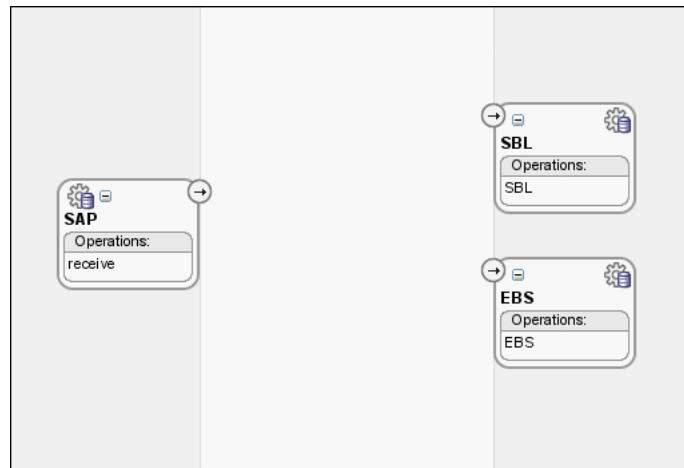 SAP
Operations:
receive
SBL
Operations:
SBL
EBS
Operations:
EBS